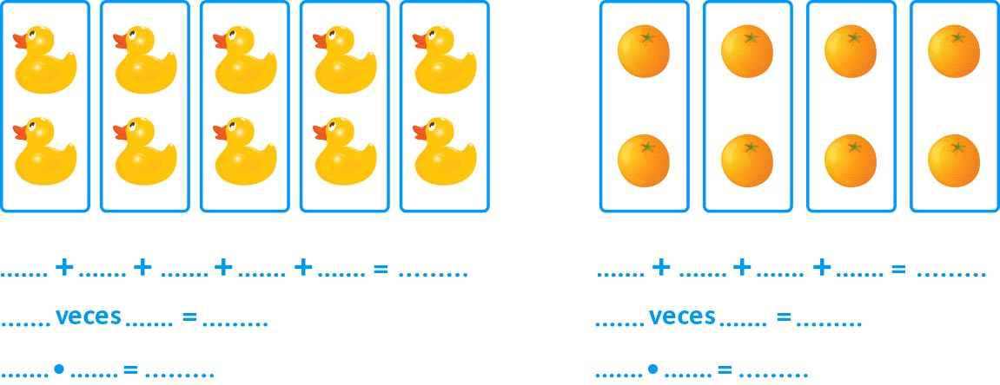 ....... + ....... + ....... + ....... + ....... = .........
....... veces ....... = .........
....... • ....... = .........
....... + ....... + ....... + ....... = .........
....... veces ....... = .........
....... • ....... = .........